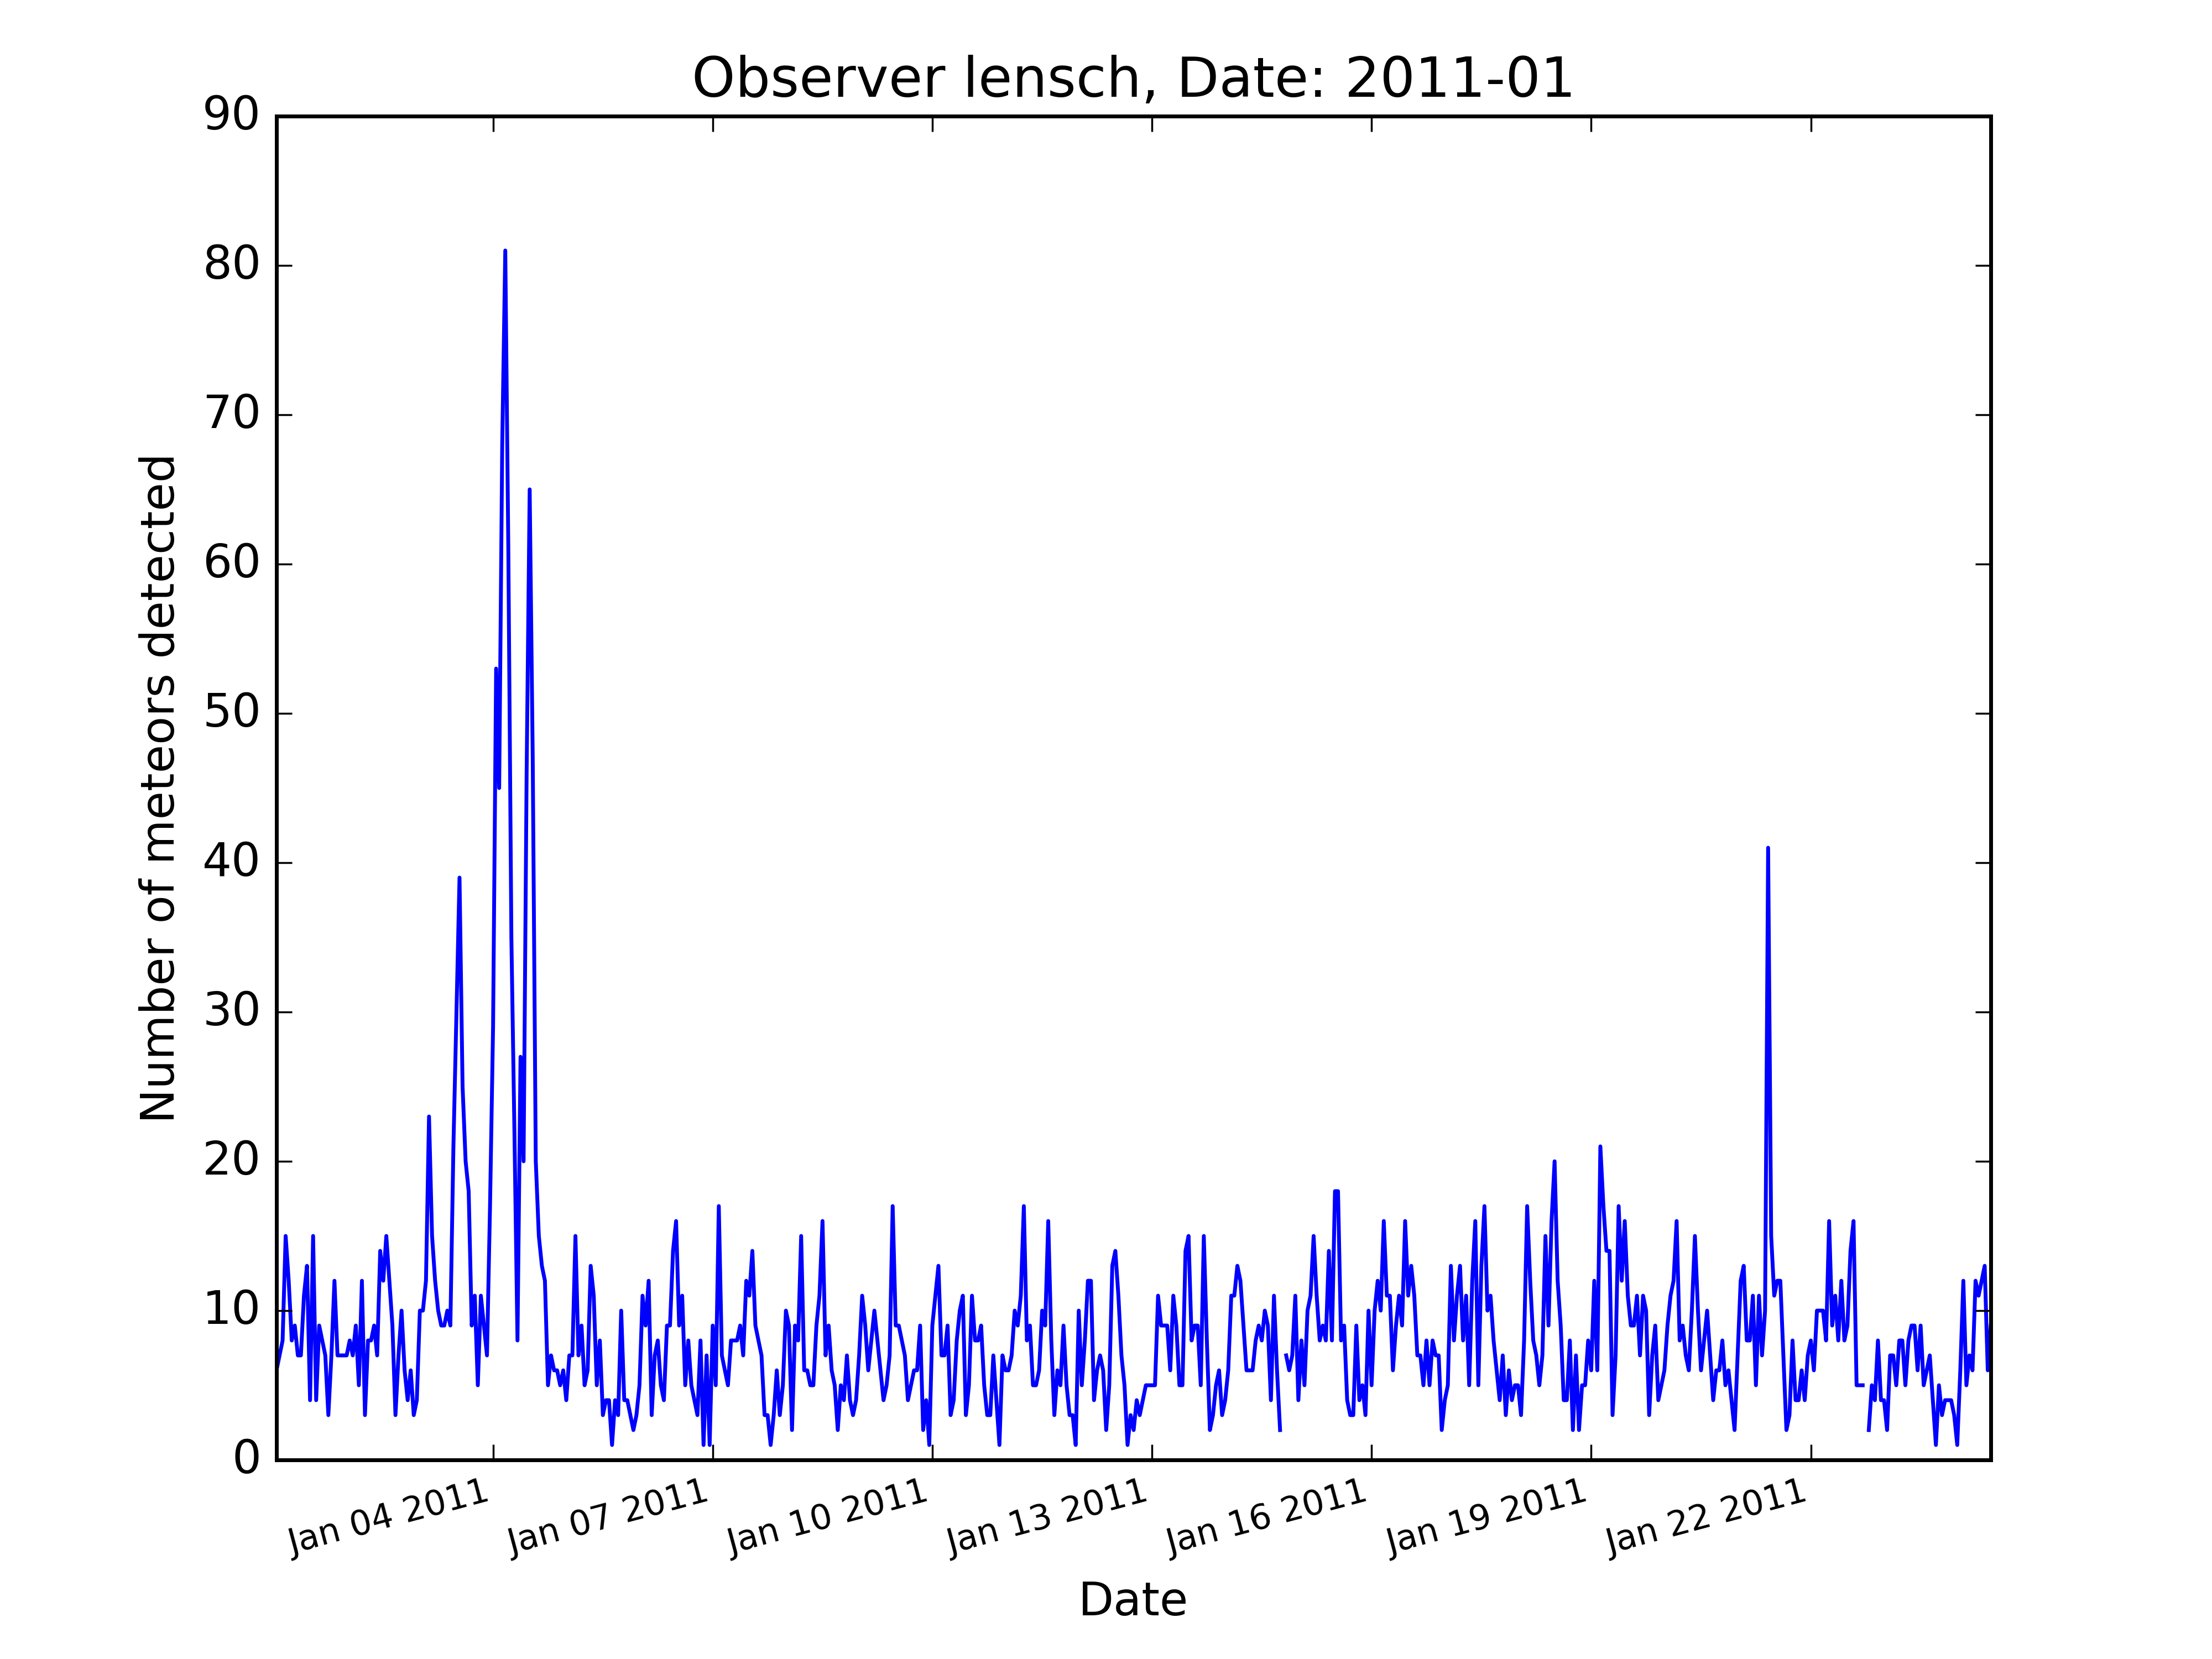 Observer lensch, Date: 2011-01
Number of meteors detected
90
80
70
60
50
40
30
20
10
0
Jan 04 2011
Jan 07 2011
Jan 10 2011
Jan 13 2011
Jan 16 2011
Jan 19 2011
Jan 22 2011
Date